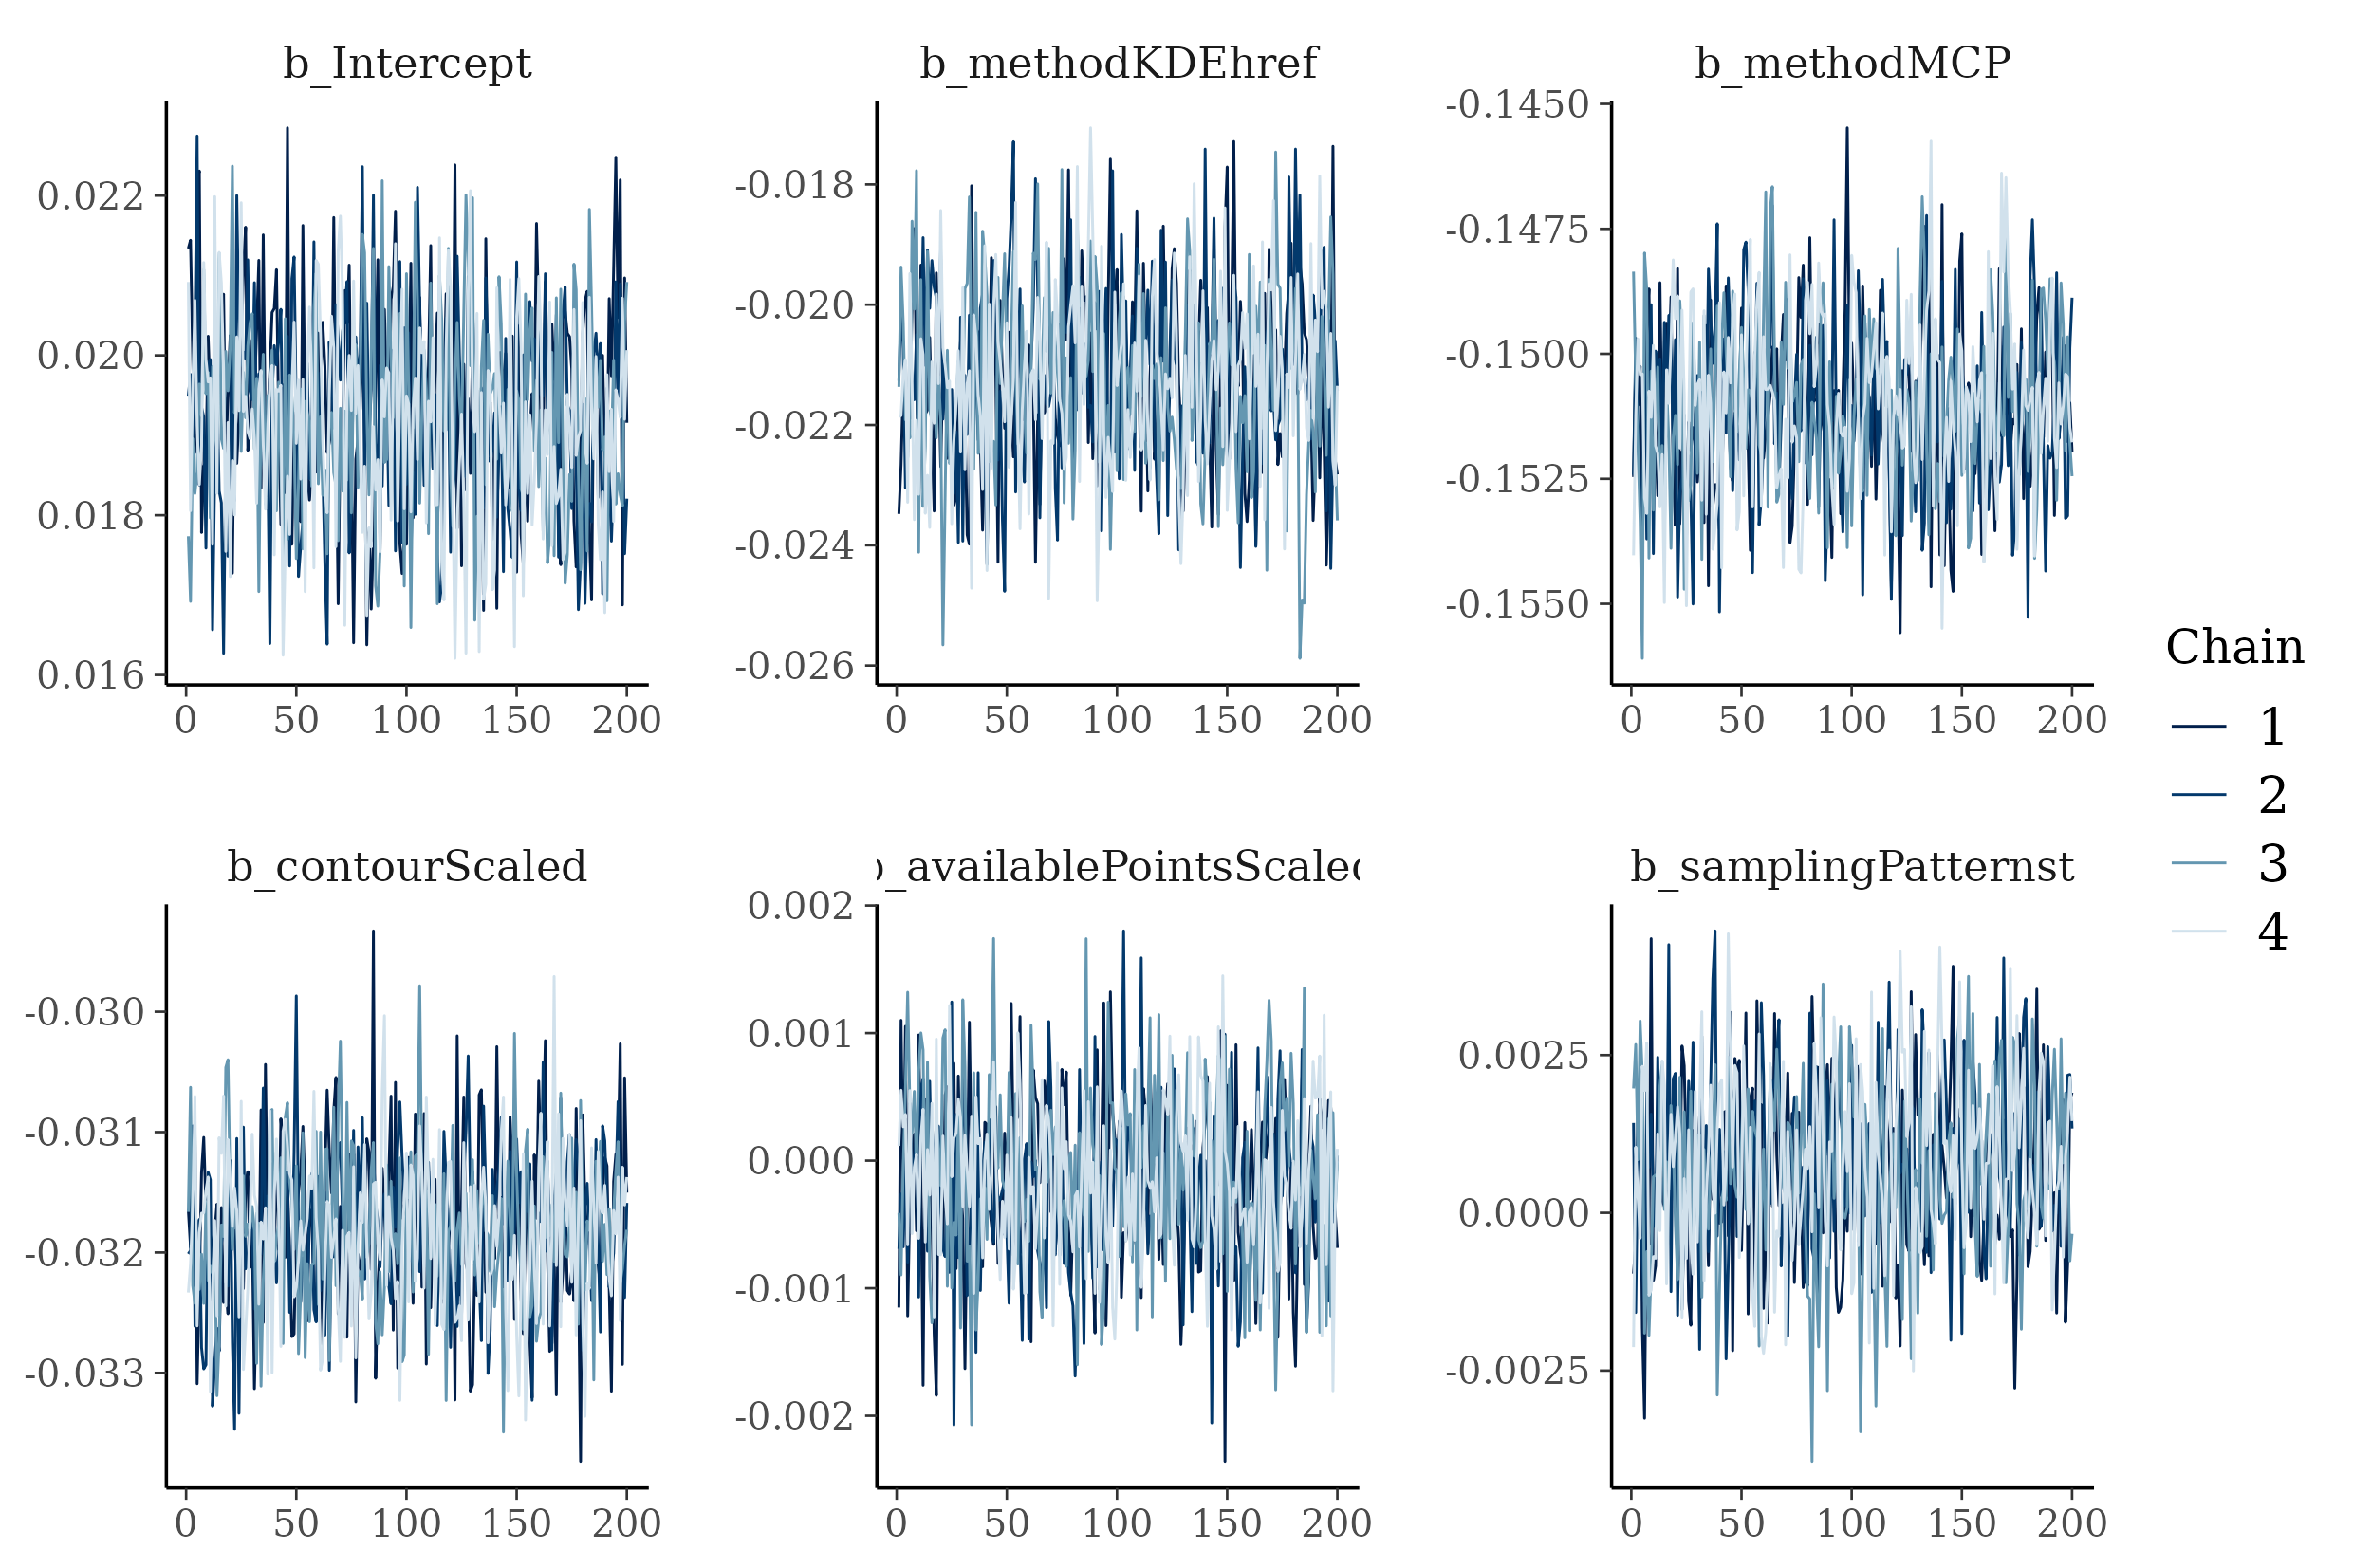 b_Intercept
0.022
0.020
0.018
0.016
0 50 100 150 200
b_methodKDEhref
-0.018
-0.020
-0.022
-0.024
-0.026
0 50 100 150 200
b_methodMCP
-0.1450
-0.1475
-0.1500
-0.1525
-0.1550
0 50 100 150 200
b_contourScaled
-0.030
-0.031
-0.032
-0.033
0 50 100 150 200
b_availablePointsScaled
0.002
0.001
0.000
-0.001
-0.002
0 50 100 150 200
b_samplingPatternst
0.0025
0.0000
-0.0025
0 50 100 150 200
Chain
1
2
3
4